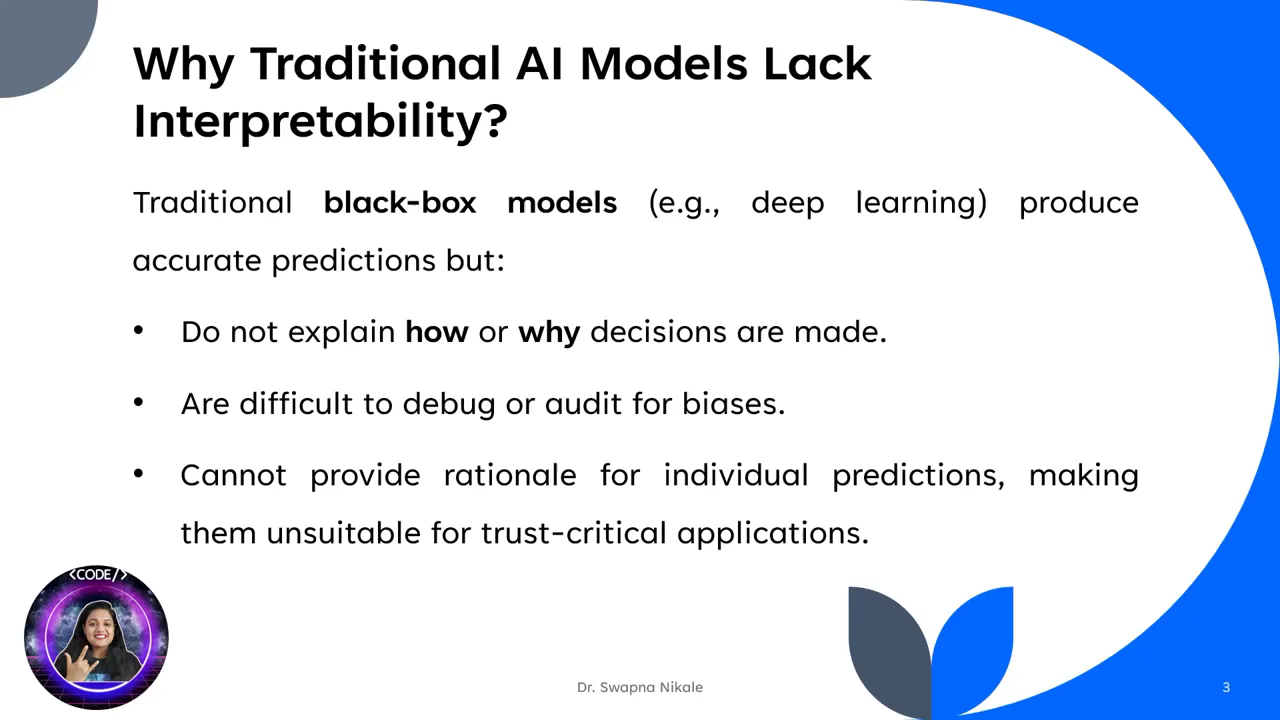 Why Traditional AI Models Lack
Interpretability?
Traditional black-box models (e.g., deep learning) produce
accurate predictions but:
• Do not explain how or why decisions are made.
• Are difficult to debug or audit for biases.
• Cannot provide rationale for individual predictions, making
them unsuitable for trust-critical applications.
<CODE/>
Dr. Swapna Nikale
3